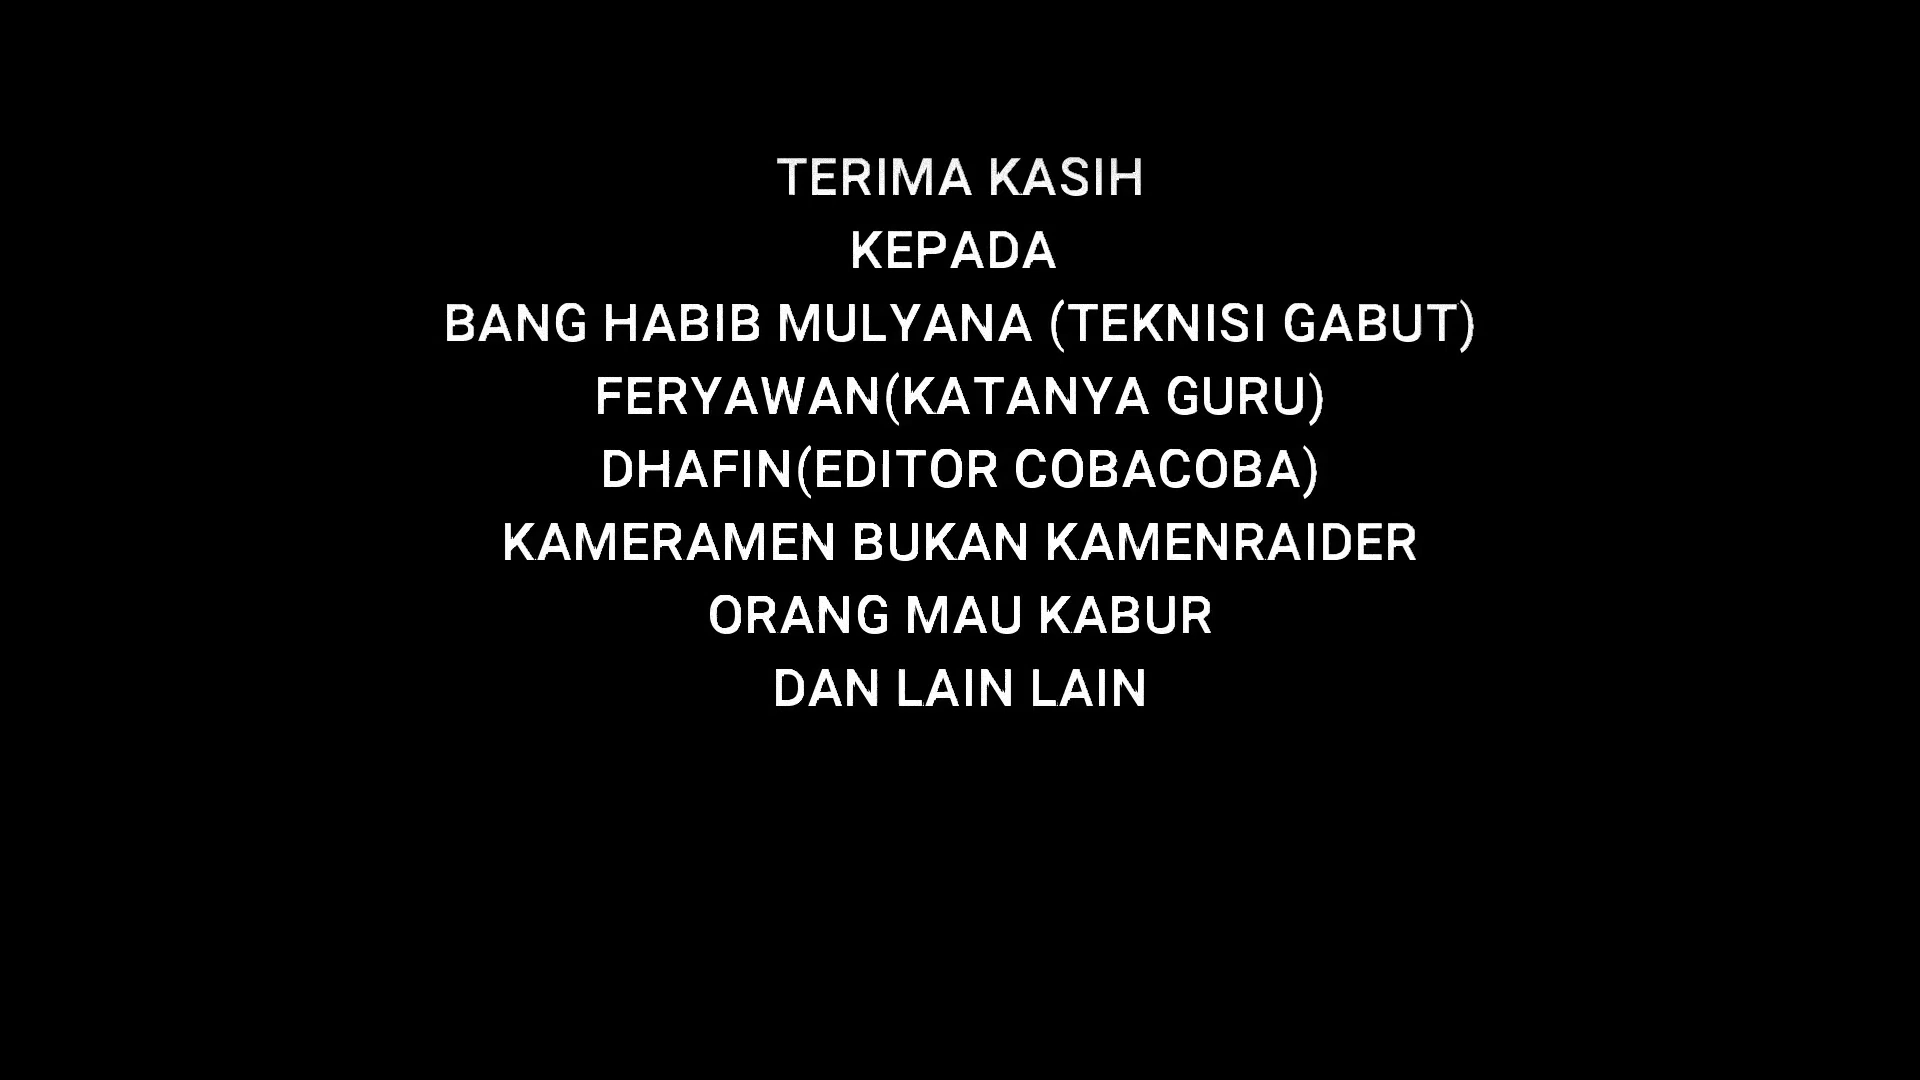 TERIMA KASIH
KEPADA
BANG HABIB MULYANA (TEKNISI GABUT)
FERYAWAN(KATANYA GURU)
DHAFIN(EDITOR COBACOBA)
KAMERAMEN BUKAN KAMENRAIDER
ORANG MAU KABUR
DAN LAIN LAIN